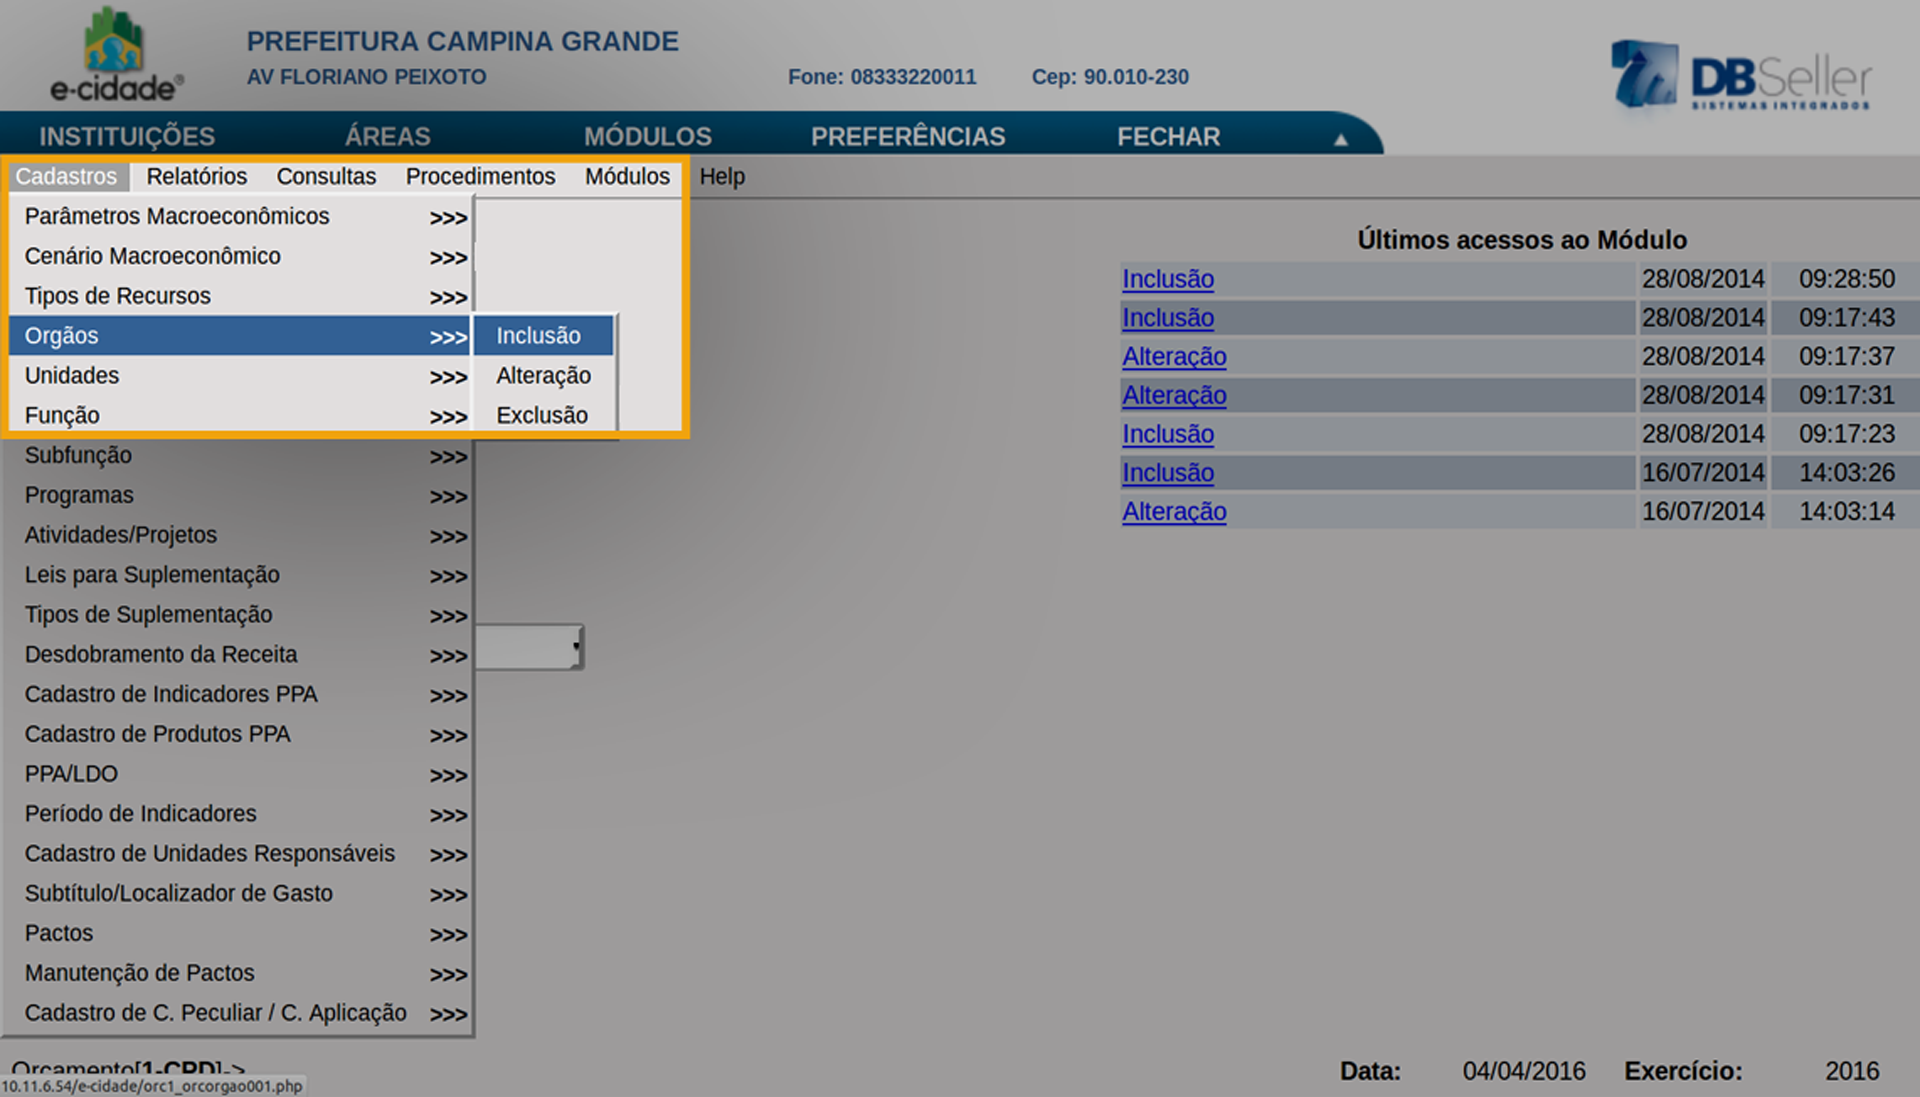 e-cidade®
PREFEITURA CAMPINA GRANDE
AV FLORIANO PEIXOTO
Fone: 08333220011
Cep: 90.010-230
DBSeller
SISTEMAS INTEGRADOS
INSTITUIÇÕES ÁREAS MÓDULOS PREFERÊNCIAS FECHAR ▲
Cadastros Relatórios Consultas Procedimentos Módulos Help
Parâmetros Macroeconômicos >>>
Cenário Macroeconômico >>>
Tipos de Recursos >>>
Orgãos >>>
Unidades >>>
Função >>>
Subfunção >>>
Programas >>>
Atividades/Projetos >>>
Leis para Suplementação >>>
Tipos de Suplementação >>>
Desdobramento da Receita >>>
Cadastro de Indicadores PPA >>>
Cadastro de Produtos PPA >>>
PPA/LDO >>>
Período de Indicadores >>>
Cadastro de Unidades Responsáveis >>>
Subtítulo/Localizador de Gasto >>>
Pactos >>>
Manutenção de Pactos >>>
Cadastro de C. Peculiar / C. Aplicação >>>
Inclusão
Alteração
Exclusão
Últimos acessos ao Módulo
Inclusão 28/08/2014 09:28:50
Inclusão 28/08/2014 09:17:43
Alteração 28/08/2014 09:17:37
Alteração 28/08/2014 09:17:31
Inclusão 28/08/2014 09:17:23
Inclusão 16/07/2014 14:03:26
Alteração 16/07/2014 14:03:14
Orçamento[1-CPD]->
10.11.6.54/e-cidade/orc1_orcorgao001.php
Data: 04/04/2016 Exercício: 2016